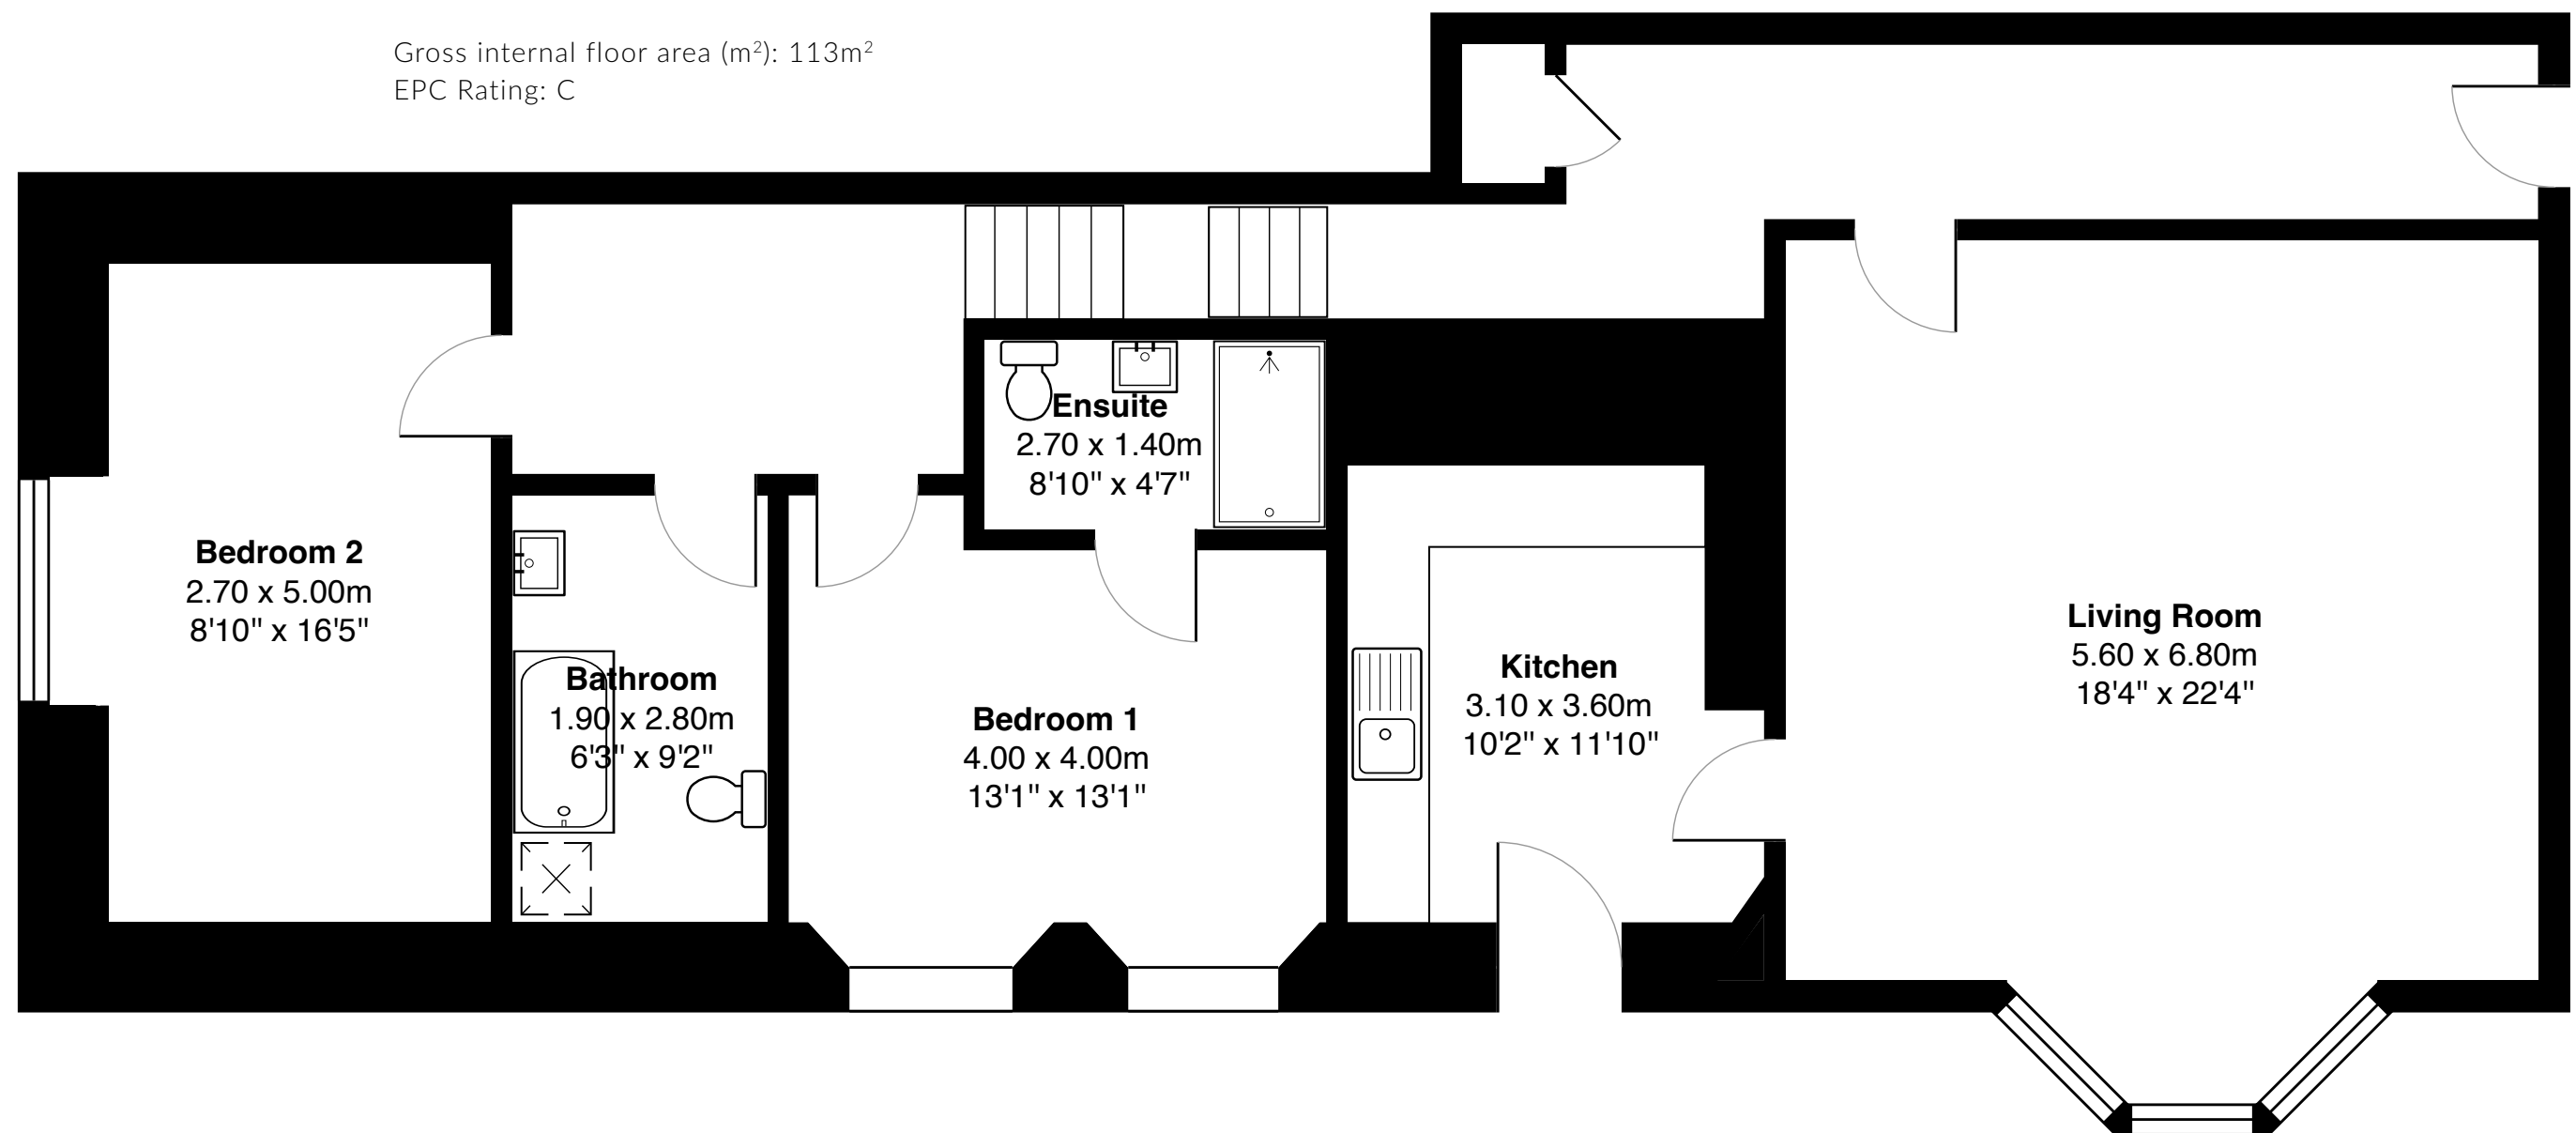 Gross internal floor area (m²): 113m²
EPC Rating: C
Ensuite
2.70 x 1.40m
8'10" x 4'7"
Bedroom 2
2.70 x 5.00m
8'10" x 16'5"
Bathroom
1.90 x 2.80m
6'3" x 9'2"
Bedroom 1
4.00 x 4.00m
13'1" x 13'1"
Kitchen
3.10 x 3.60m
10'2" x 11'10"
Living Room
5.60 x 6.80m
18'4" x 22'4"